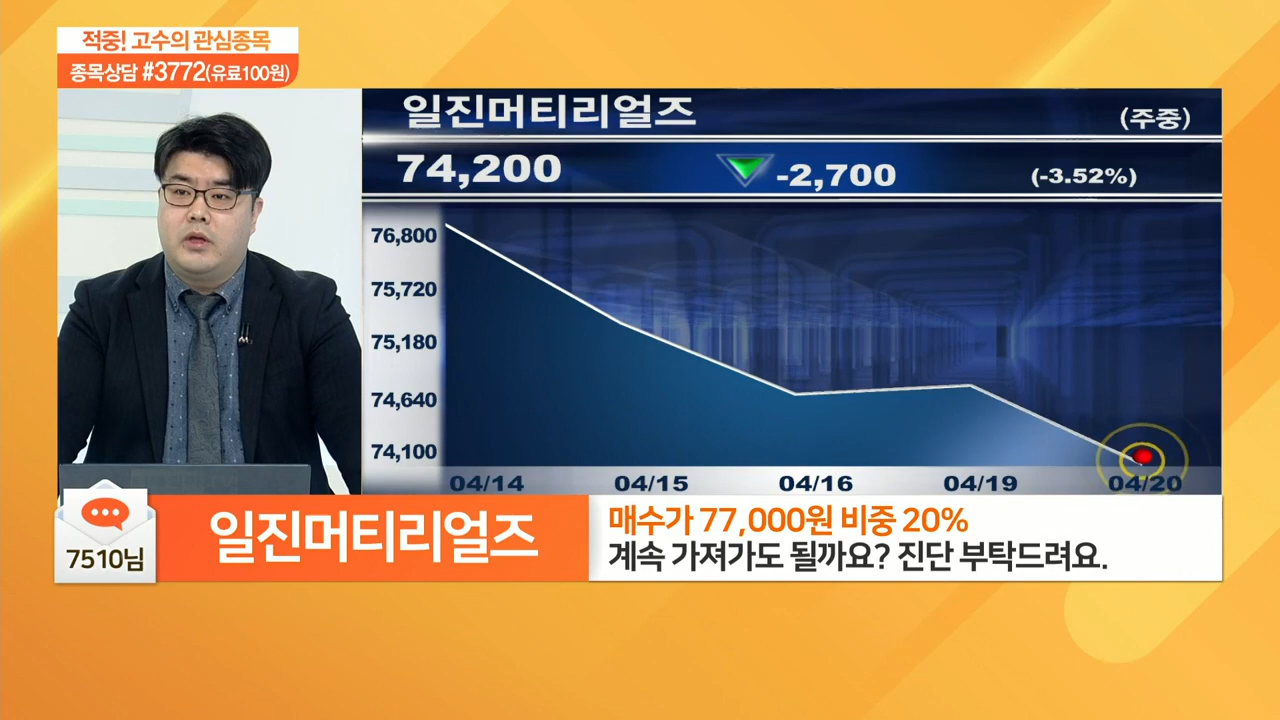 적중! 고수의 관심종목
종목상담 #3772(유료100원)
일진머티리얼즈 (주중)
74,200 -2,700 (-3.52%)
76,800
75,720
75,180
74,640
74,100
04/14 04/15 04/16 04/19 04/20
7510님
일진머티리얼즈
매수가 77,000원 비중 20%
계속 가져가도 될까요? 진단 부탁드려요.